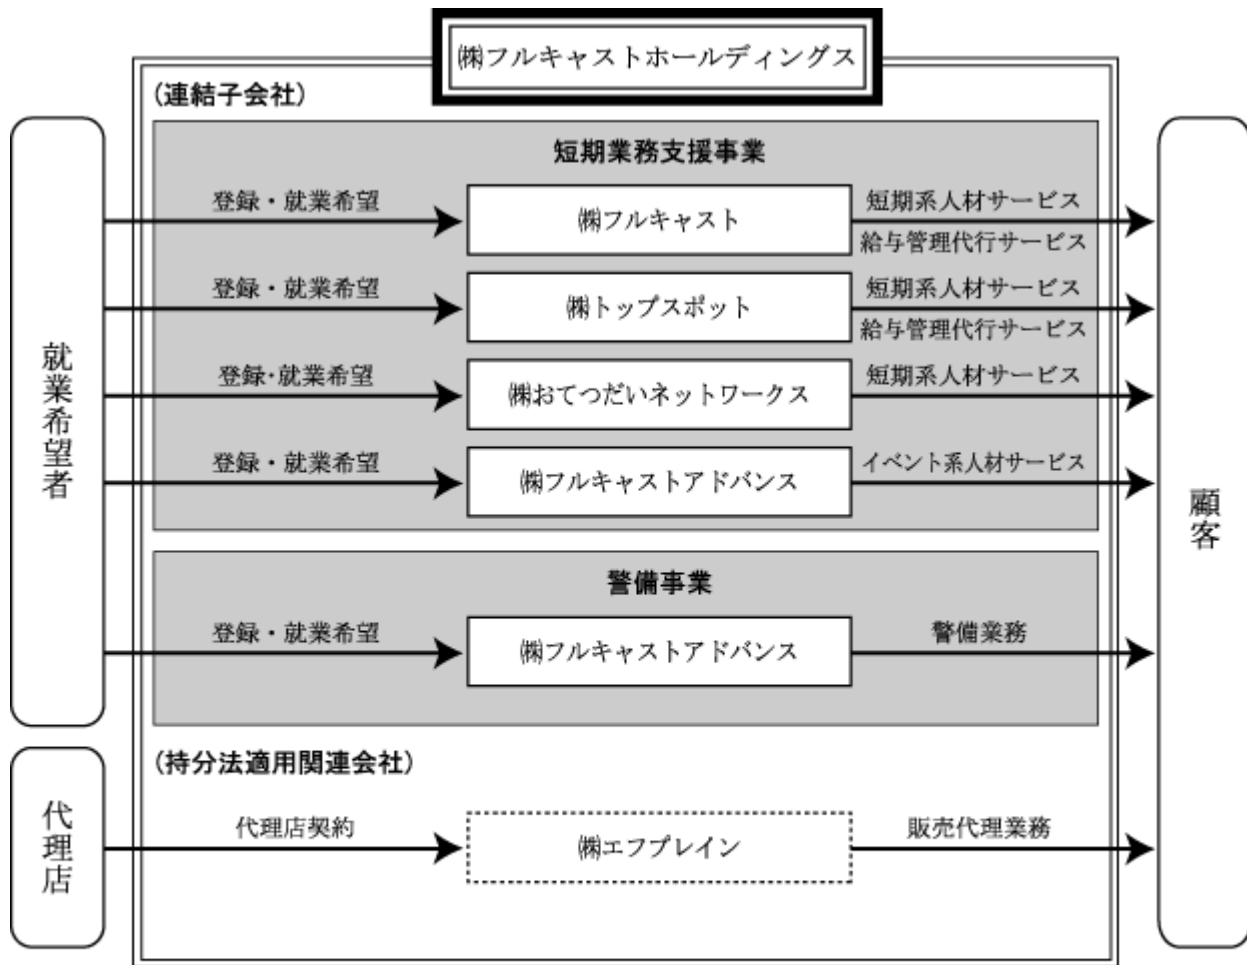 ㈱フルキャストホールディングス
(連結子会社)
短期業務支援事業
登録・就業希望
㈱フルキャスト
短期系人材サービス
給与管理代行サービス
登録・就業希望
㈱トップスポット
短期系人材サービス
給与管理代行サービス
登録・就業希望
㈱おてつだいネットワークス
短期系人材サービス
登録・就業希望
㈱フルキャストアドバンス
イベント系人材サービス
就業希望者
顧客
警備事業
登録・就業希望
㈱フルキャストアドバンス
警備業務
(持分法適用関連会社)
代理店
代理店契約
㈱エフプレイン
販売代理業務